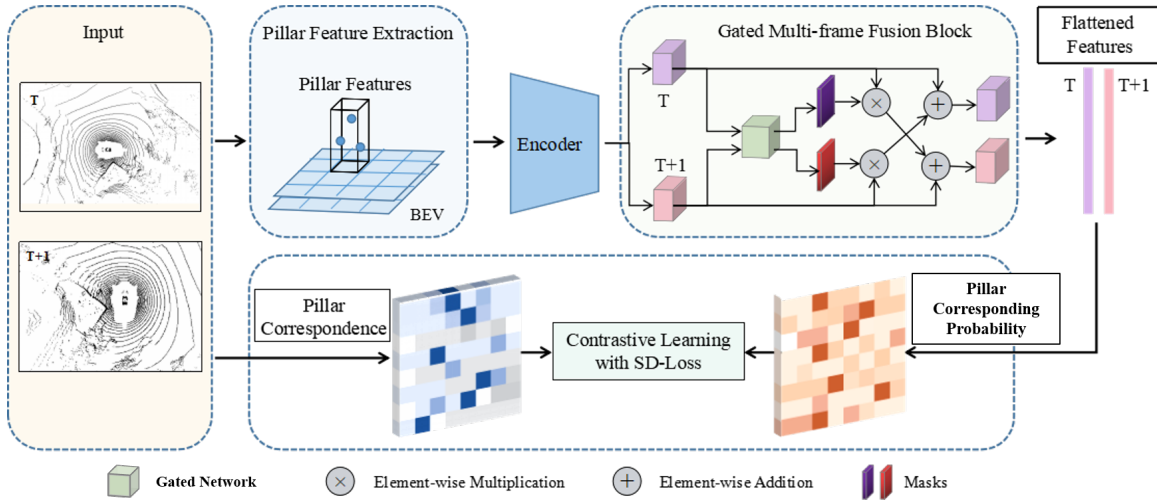 Input
T
T+1
Pillar Feature Extraction
Pillar Features
BEV
Encoder
Gated Multi-frame Fusion Block
T
T+1
×
×
+
+
Flattened
Features
T
T+1
Pillar
Correspondence
Contrastive Learning
with SD-Loss
Pillar
Corresponding
Probability
Gated Network
× Element-wise Multiplication
+ Element-wise Addition
Masks